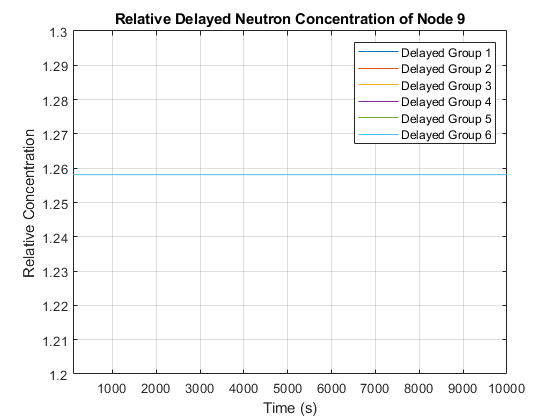 Relative Delayed Neutron Concentration of Node 9
1.3
1.29
1.28
1.27
1.26
1.25
1.24
1.23
1.22
1.21
1.2
Relative Concentration
Delayed Group 1
Delayed Group 2
Delayed Group 3
Delayed Group 4
Delayed Group 5
Delayed Group 6
1000 2000 3000 4000 5000 6000 7000 8000 9000 10000
Time (s)